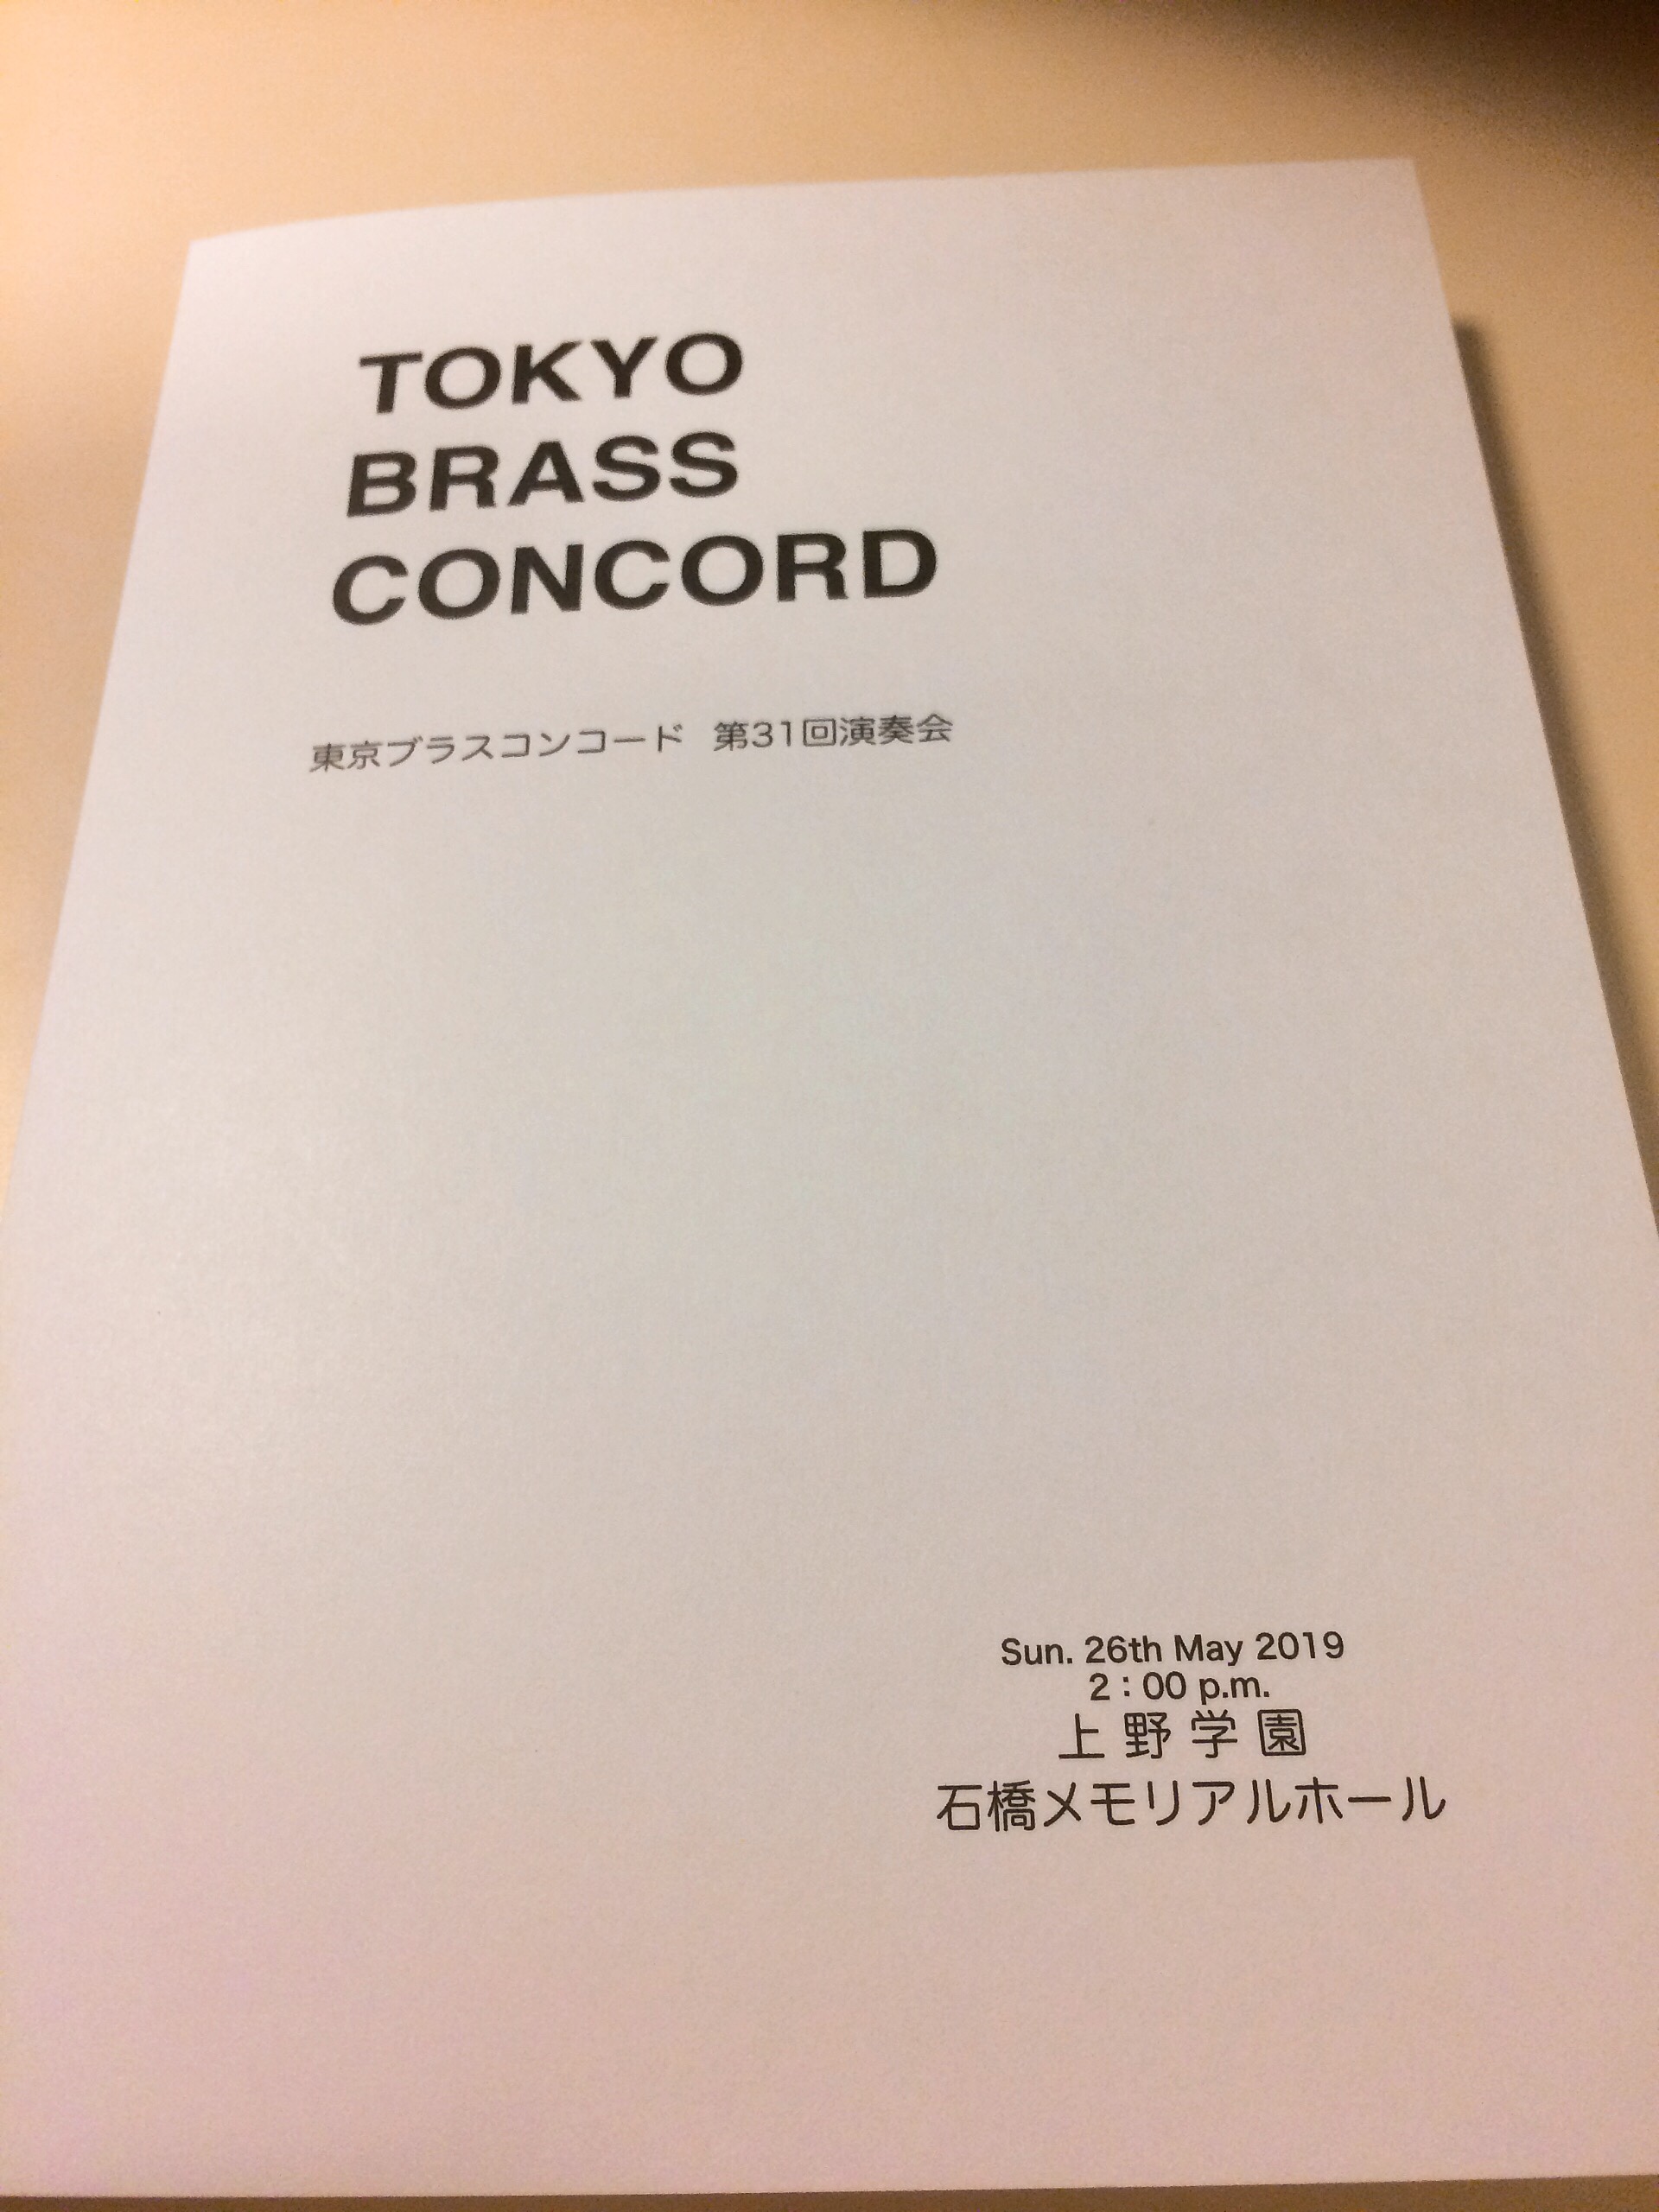 TOKYO
BRASS
CONCORD
東京ブラスコンコード 第31回演奏会
Sun. 26th May 2019
2：00 p.m.
上野学園
石橋メモリアルホール